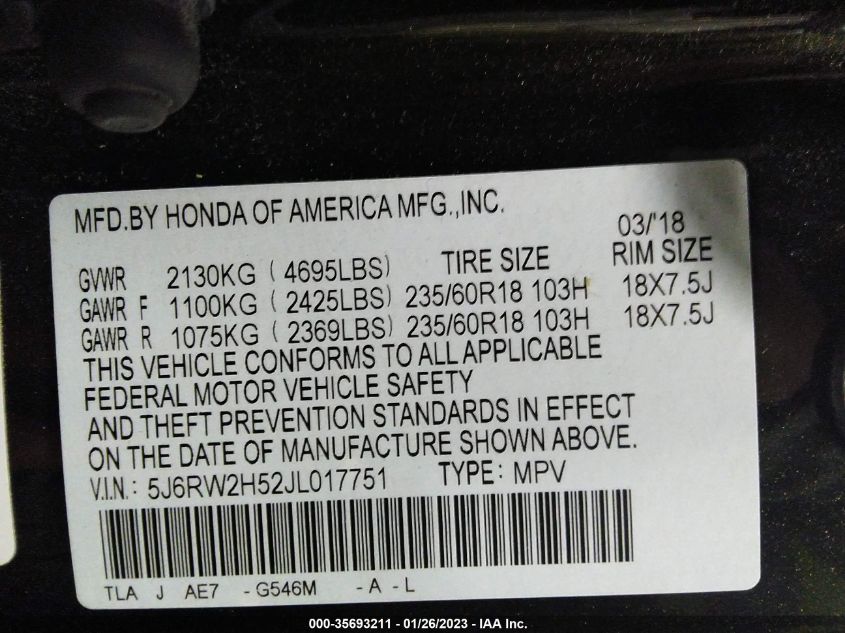 MFD.BY HONDA OF AMERICA MFG.,INC.
03/'18
GVWR 2130KG ( 4695LBS) TIRE SIZE RIM SIZE
GAWR F 1100KG ( 2425LBS) 235/60R18 103H 18X7.5J
GAWR R 1075KG ( 2369LBS) 235/60R18 103H 18X7.5J
THIS VEHICLE CONFORMS TO ALL APPLICABLE
FEDERAL MOTOR VEHICLE SAFETY
AND THEFT PREVENTION STANDARDS IN EFFECT
ON THE DATE OF MANUFACTURE SHOWN ABOVE.
V.I.N.: 5J6RW2H52JL017751 TYPE: MPV
TLA J AE7 -G546M -A -L
000-35693211 - 01/26/2023 - IAA Inc.